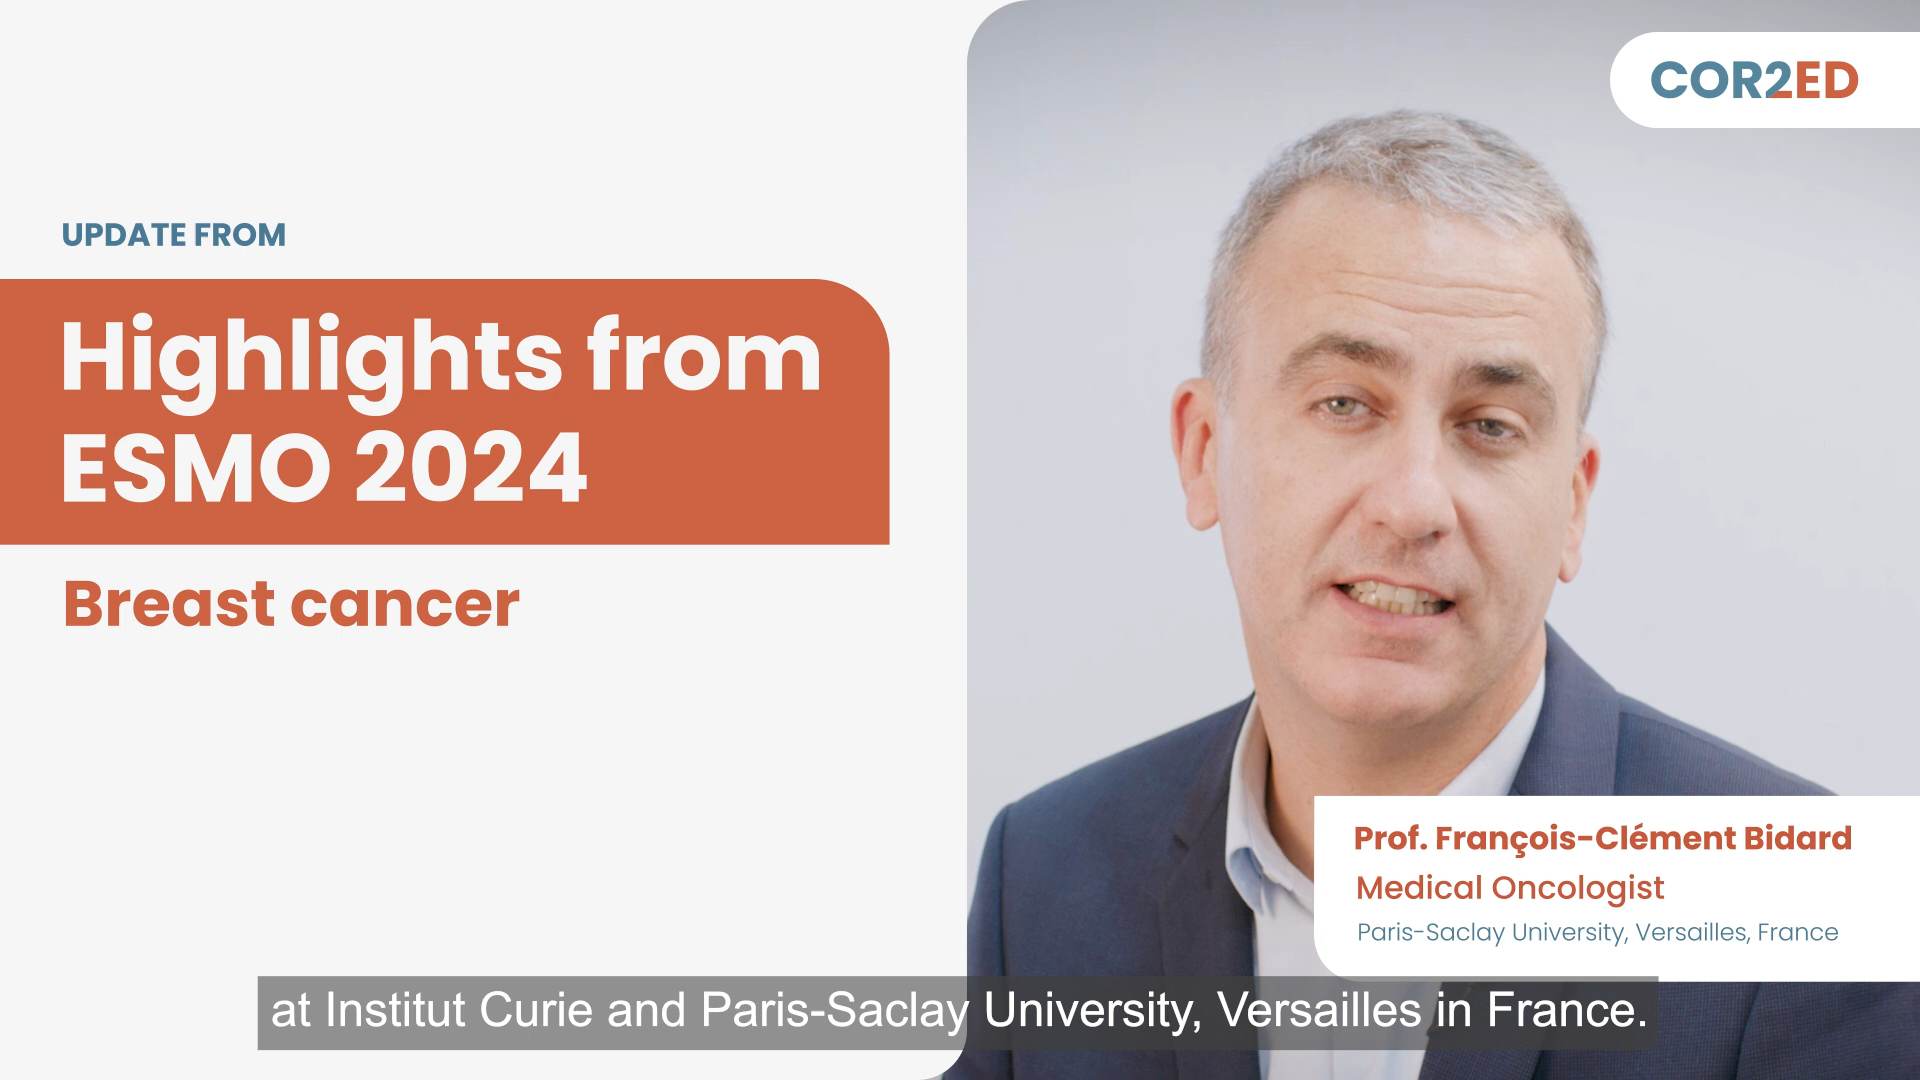 COR2ED
UPDATE FROM
Highlights from
ESMO 2024
Breast cancer
Prof. François-Clément Bidard
Medical Oncologist
Paris-Saclay University, Versailles, France
at Institut Curie and Paris-Saclay University, Versailles in France.